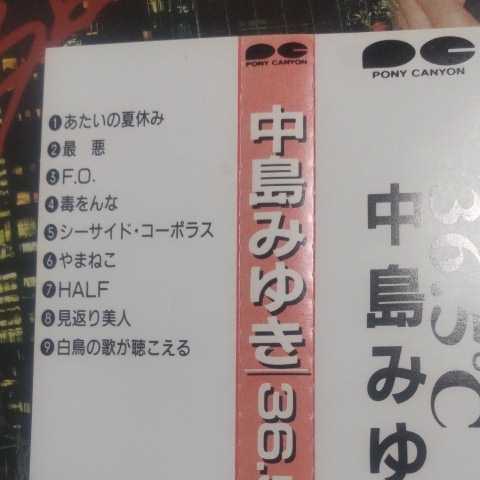 ❶あたいの夏休み
❷最 悪
❸F.O.
❹毒をんな
❺シーサイド・コーポラス
❻やまねこ
❼HALF
❽見返り美人
❾白鳥の歌が聴こえる
PONY CANYON
中島みゆき/36.
PONY CANYON
36.5℃
中島みゆ